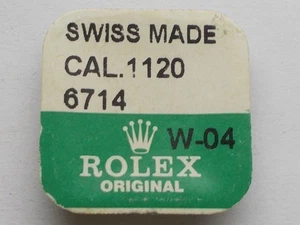 SWISS MADE
CAL.1120
6714
W-04
ROLEX
ORIGINAL